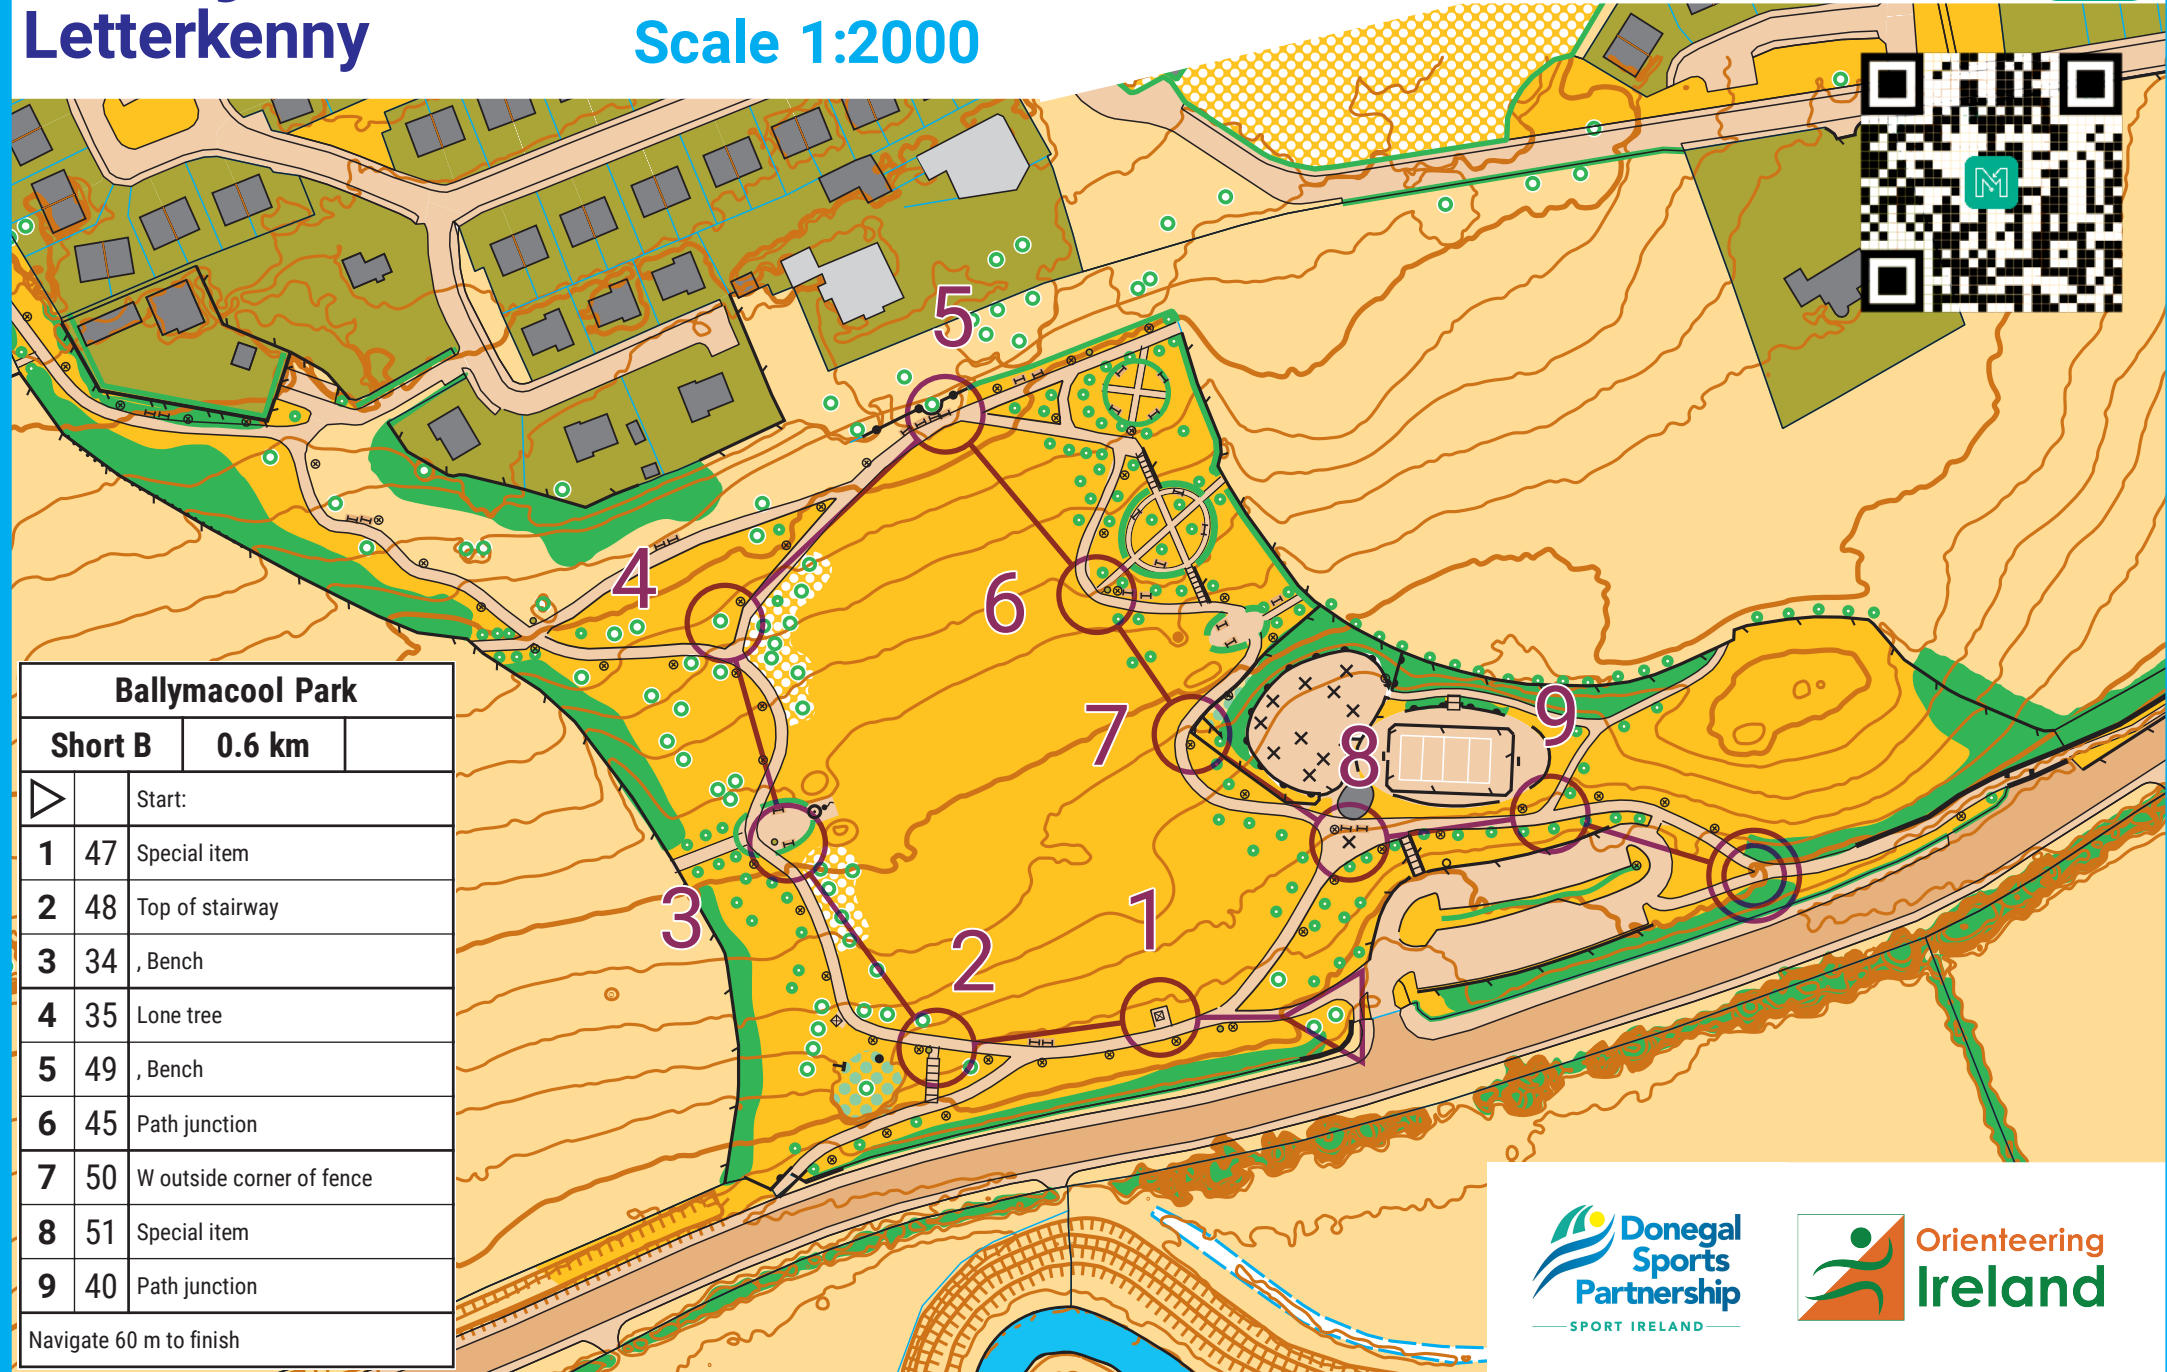 Letterkenny
Scale 1:2000
5
4
6
7
9
8
3
2
1
Ballymacool Park
Short B 0.6 km
Start:
1 47 Special item
2 48 Top of stairway
3 34 , Bench
4 35 Lone tree
5 49 , Bench
6 45 Path junction
7 50 W outside corner of fence
8 51 Special item
9 40 Path junction
Navigate 60 m to finish
Donegal
Sports
Partnership
SPORT IRELAND
Orienteering
Ireland